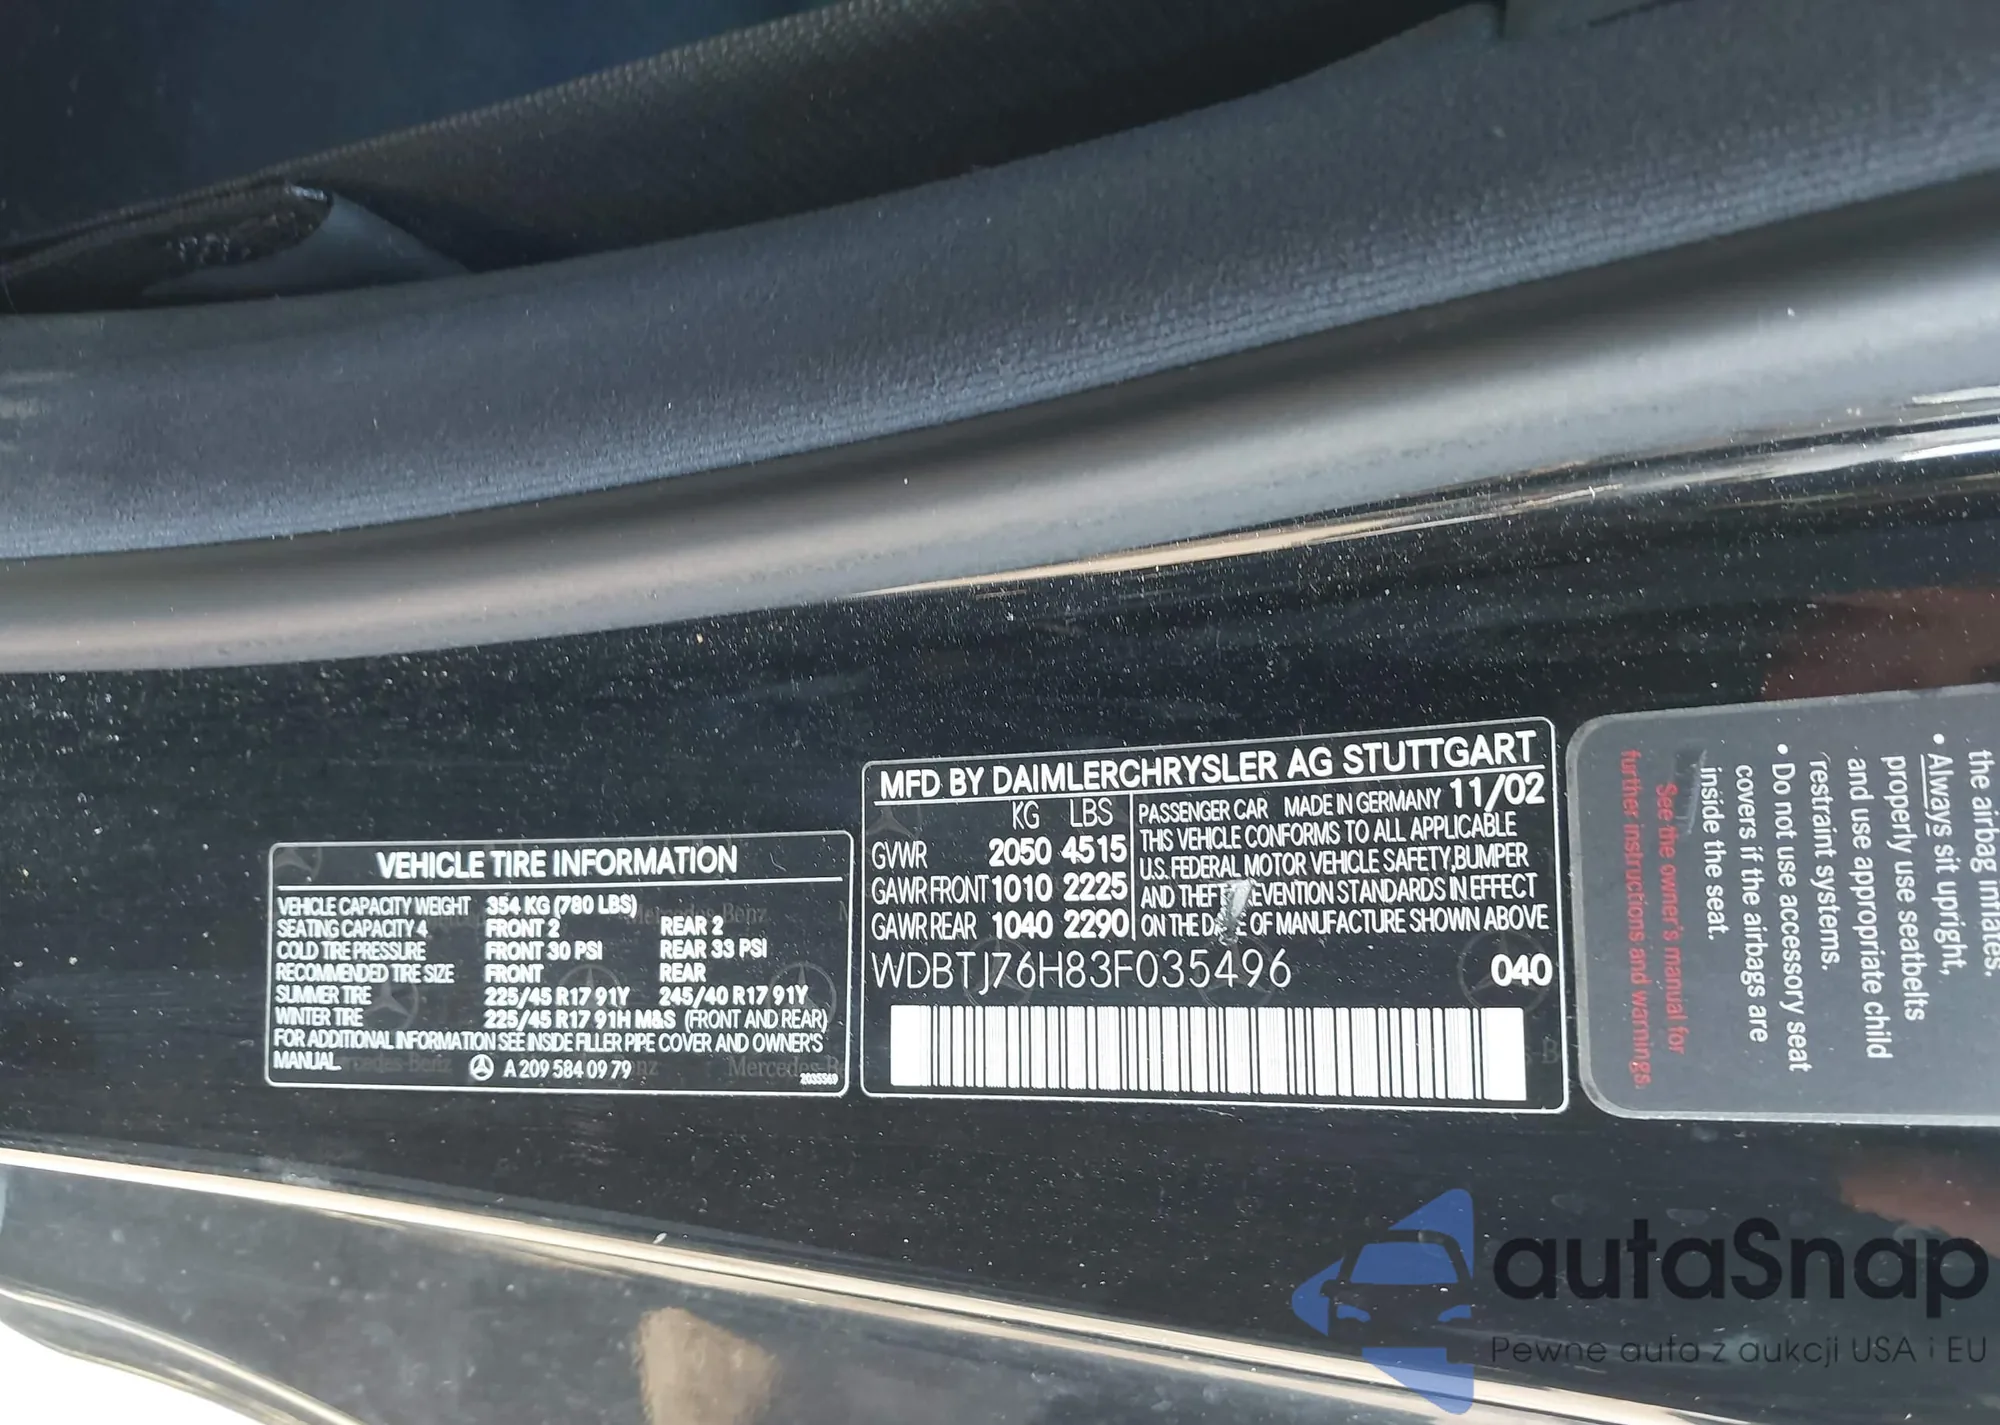 VEHICLE TIRE INFORMATION
VEHICLE CAPACITY WEIGHT 354 KG (780 LBS)
SEATING CAPACITY 4 FRONT 2 REAR 2
COLD TIRE PRESSURE FRONT 30 PSI REAR 33 PSI
RECOMMENDED TIRE SIZE FRONT REAR
SUMMER TIRE 225/45 R17 91Y 245/40 R17 91Y
WINTER TIRE 225/45 R17 91H M&S (FRONT AND REAR)
FOR ADDITIONAL INFORMATION SEE INSIDE FILLER PIPE COVER AND OWNER'S
MANUAL
A 209 584 09 79
2035569
MFD BY DAIMLERCHRYSLER AG STUTTGART
KG LBS
GVWR 2050 4515
GAWR FRONT 1010 2225
GAWR REAR 1040 2290
PASSENGER CAR MADE IN GERMANY 11/02
THIS VEHICLE CONFORMS TO ALL APPLICABLE
U.S. FEDERAL MOTOR VEHICLE SAFETY,BUMPER
AND THEFT EVENTION STANDARDS IN EFFECT
ON THE DATE OF MANUFACTURE SHOWN ABOVE
WDBTJ76H83F035496 040
the airbag inflates.
• Always sit upright,
properly use seatbelts
and use appropriate child
restraint systems.
• Do not use accessory seat
covers if the airbags are
inside the seat.
See the owner's manual for
further instructions and warnings.
autaSnap
Pewne auta z aukcji USA i EU